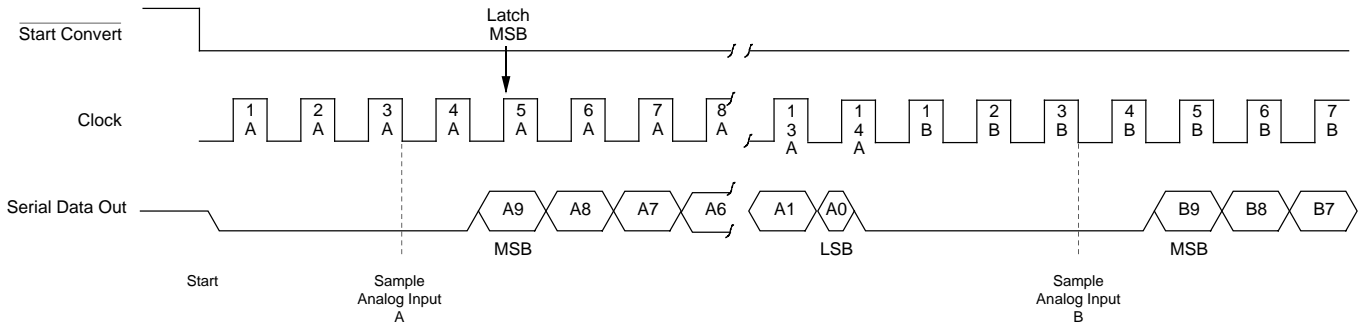 Start Convert
Latch
MSB
Clock
1
A
2
A
3
A
4
A
5
A
6
A
7
A
8
A
1
3
A
1
4
A
1
B
2
B
3
B
4
B
5
B
6
B
7
B
Serial Data Out
A9
A8
A7
A6
A1
A0
B9
B8
B7
MSB
LSB
MSB
Start
Sample
Analog Input
A
Sample
Analog Input
B